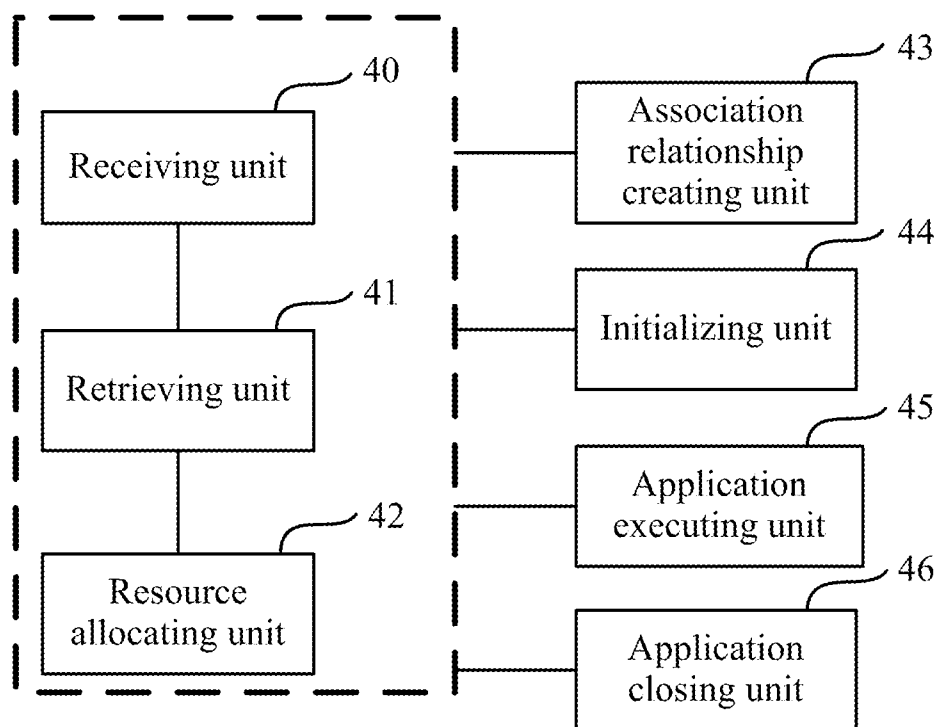 40
Receiving unit
41
Retrieving unit
42
Resource
allocating unit
43
Association
relationship
creating unit
44
Initializing unit
45
Application
executing unit
46
Application
closing unit